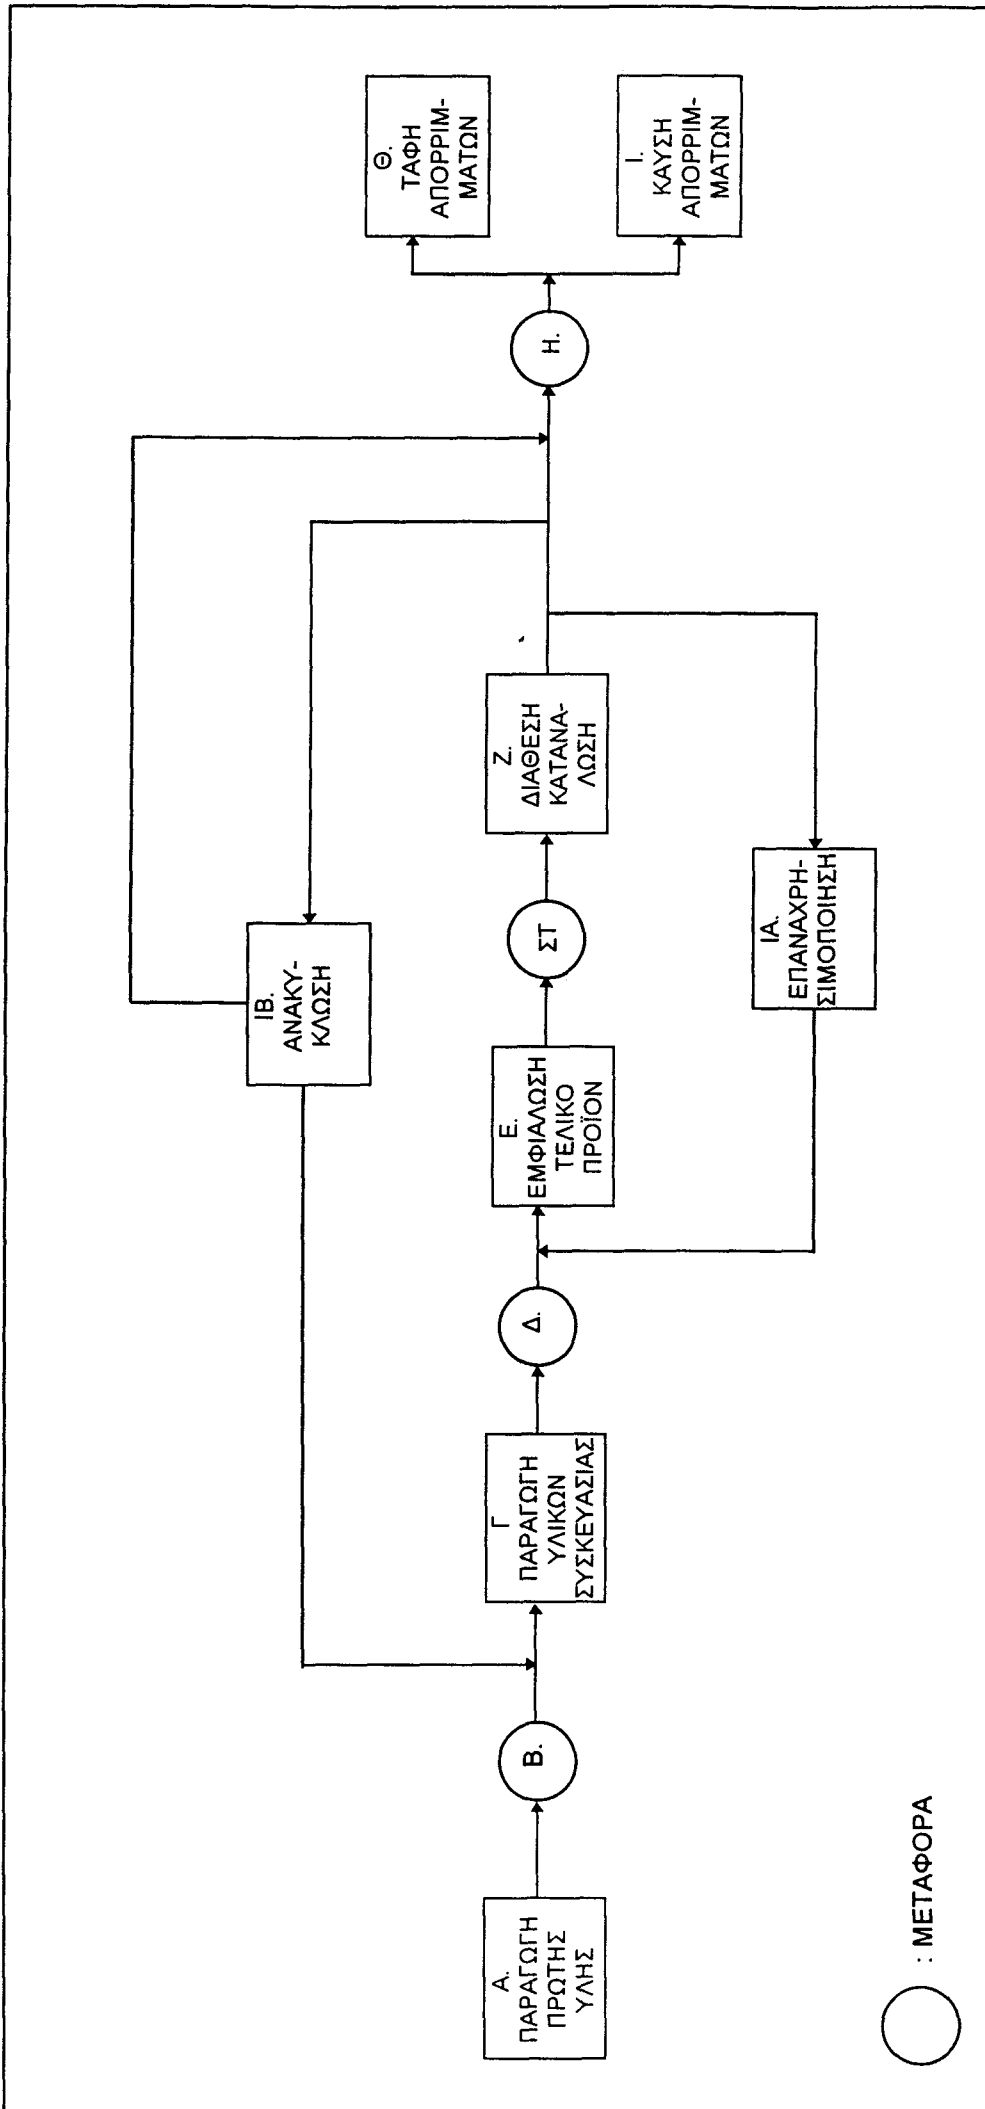 Α.
ΠΑΡΑΓΩΓΗ
ΠΡΩΤΗΣ
ΥΛΗΣ
Β.
Γ
ΠΑΡΑΓΩΓΗ
ΥΛΙΚΩΝ
ΣΥΣΚΕΥΑΣΙΑΣ
Δ.
Ε.
ΕΜΦΙΑΛΩΣΗ
ΤΕΛΙΚΟ
ΠΡΟΪΟΝ
ΣΤ
Ζ.
ΔΙΑΘΕΣΗ
ΚΑΤΑΝΑ-
ΛΩΣΗ
Η.
Θ.
ΤΑΦΗ
ΑΠΟΡΡΙΜ-
ΜΑΤΩΝ
Ι.
ΚΑΥΣΗ
ΑΠΟΡΡΙΜ-
ΜΑΤΩΝ
ΙΑ.
ΕΠΑΝΑΧΡΗ-
ΣΙΜΟΠΟΙΗΣΗ
ΙΒ.
ΑΝΑΚΥ-
ΚΛΩΣΗ
: ΜΕΤΑΦΟΡΑ